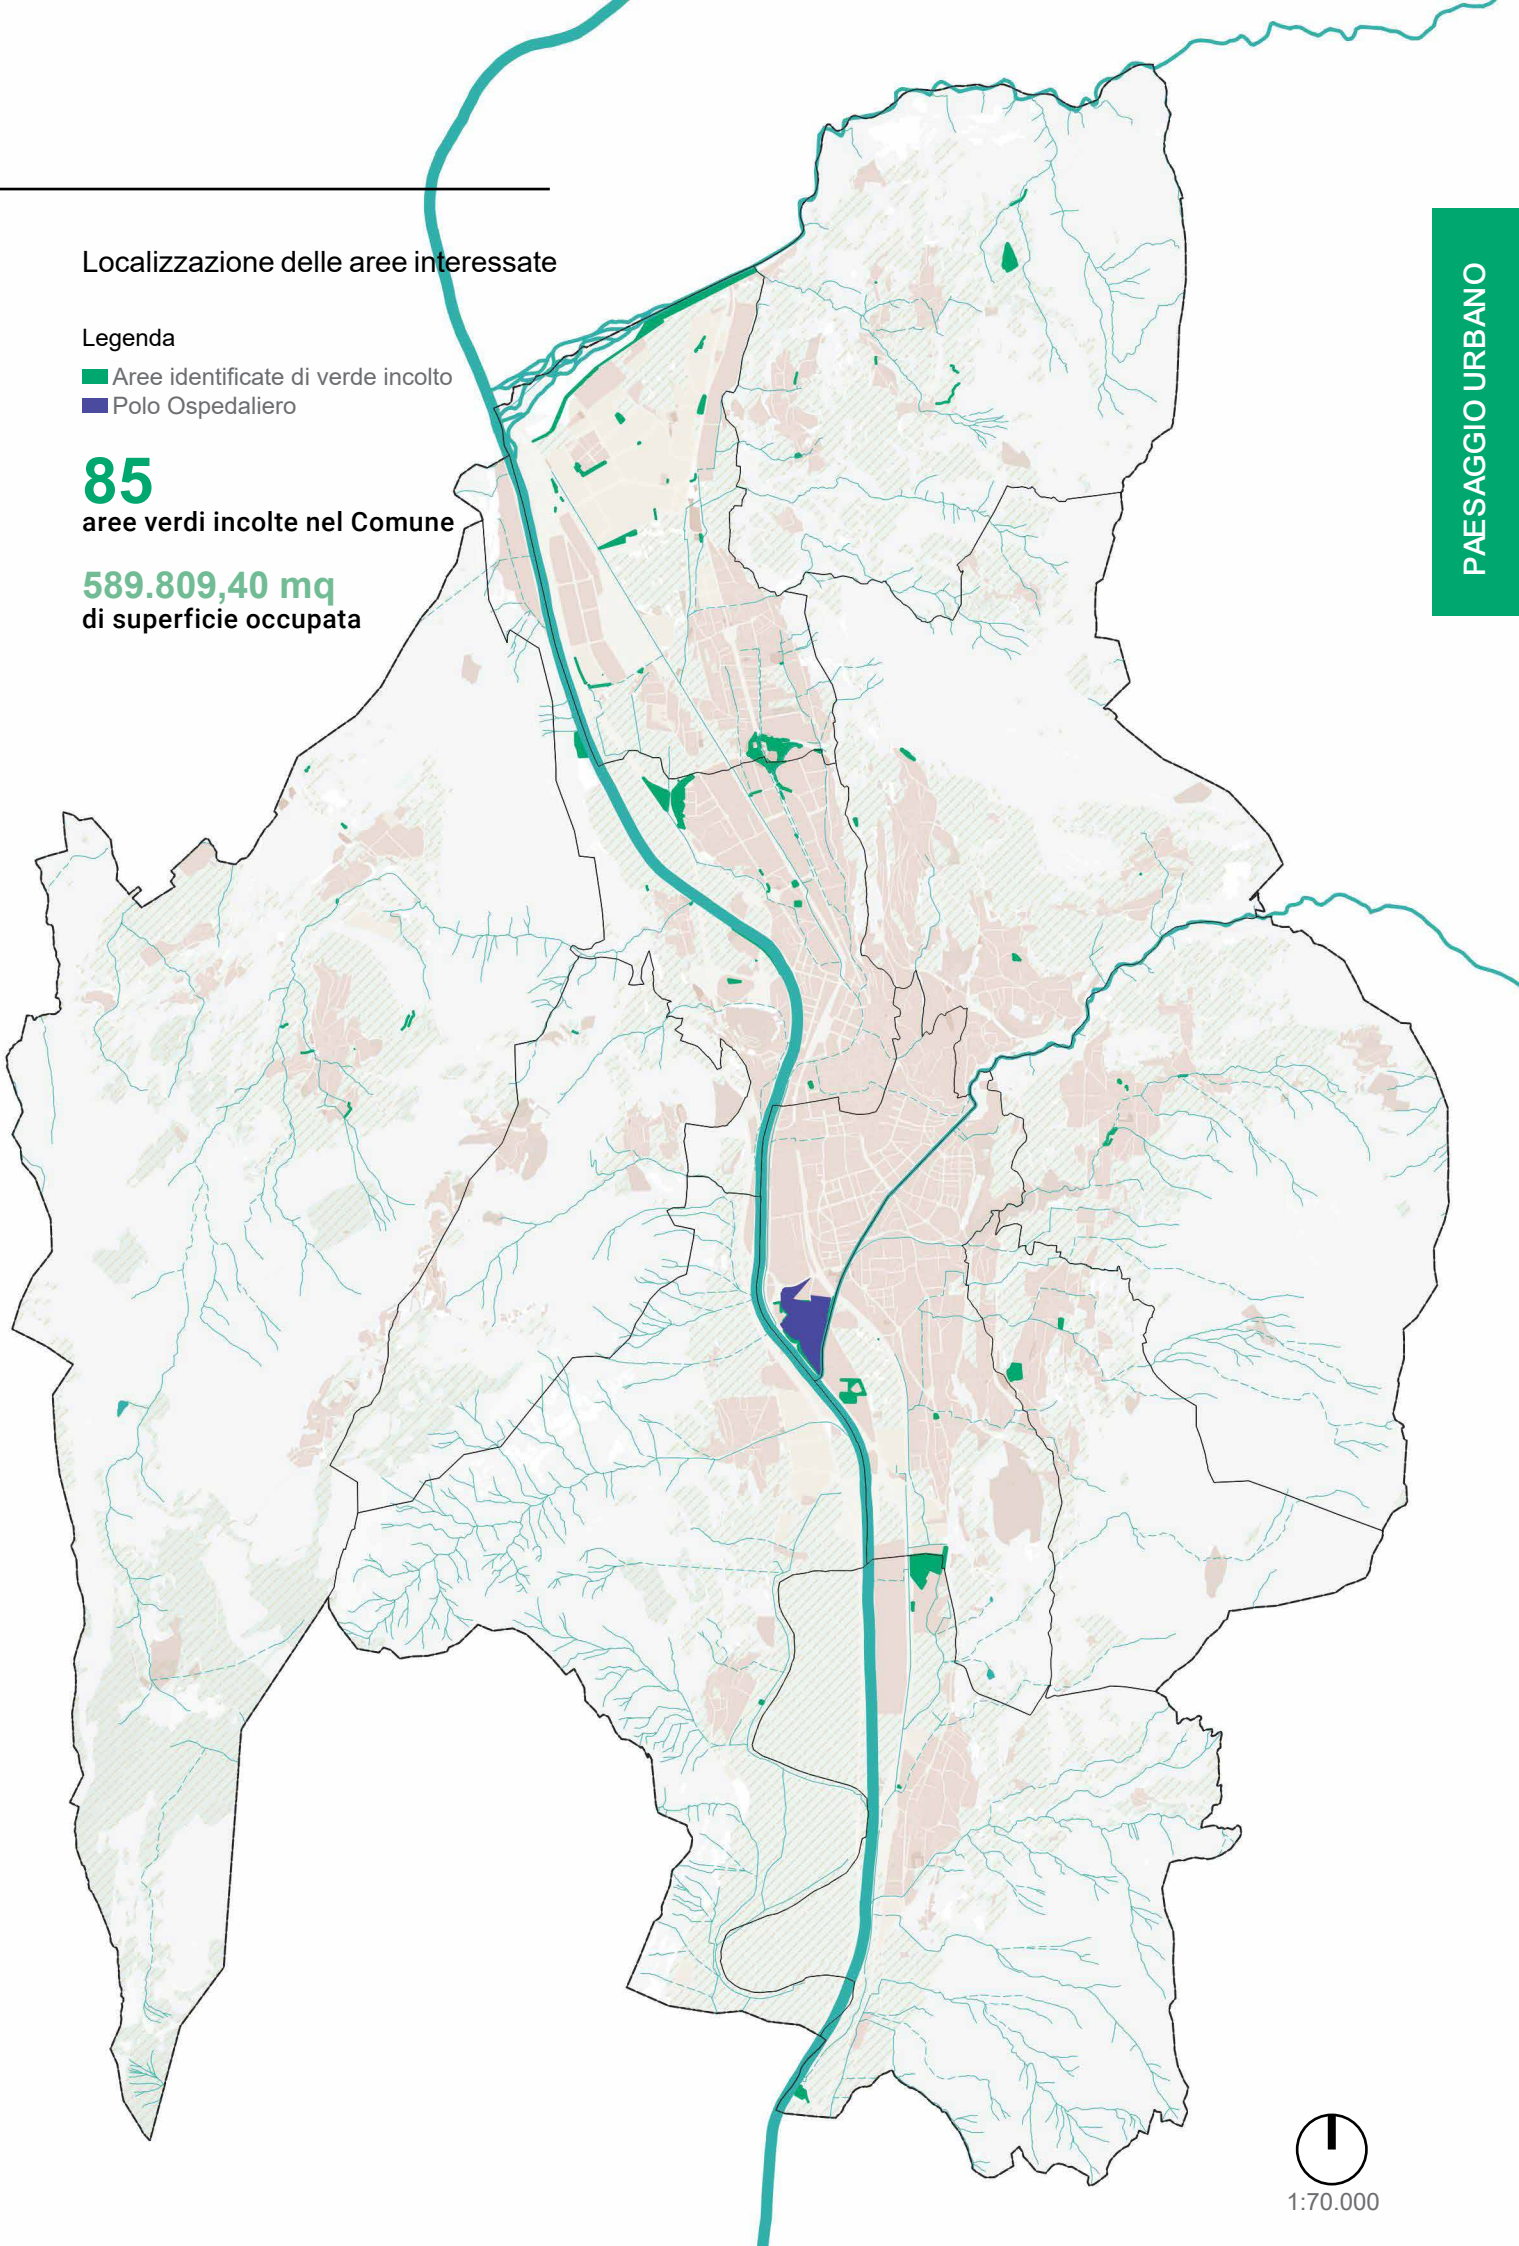 Localizzazione delle aree interessate
Legenda
Aree identificate di verde incolto
Polo Ospedaliero
85
aree verdi incolte nel Comune
589.809,40 mq
di superficie occupata
PAESAGGIO URBANO
1:70.000